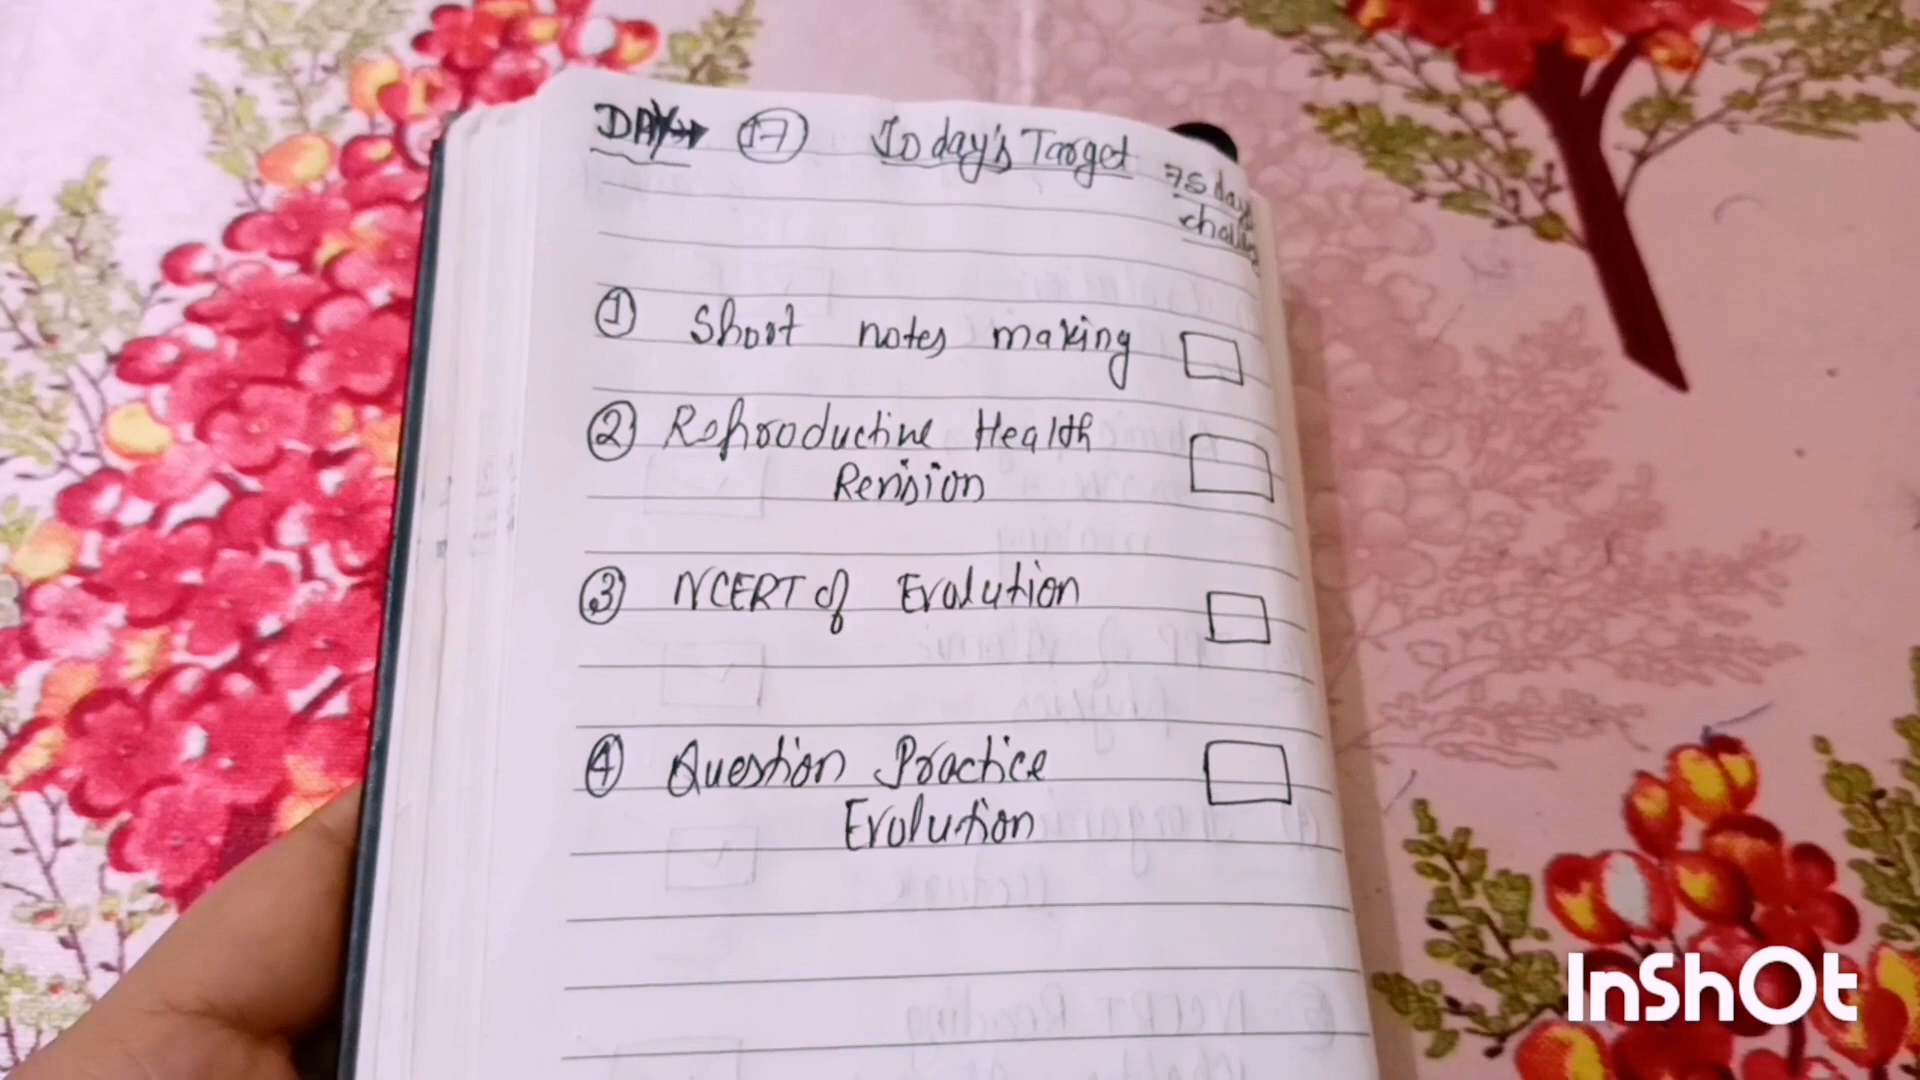 DAY→ 17 Today's Target
75 days
challeng
1 Short notes making
2 Reproductive Health
Revision
3 NCERT of Evolution
4 Question Practice
Evolution
InShOt